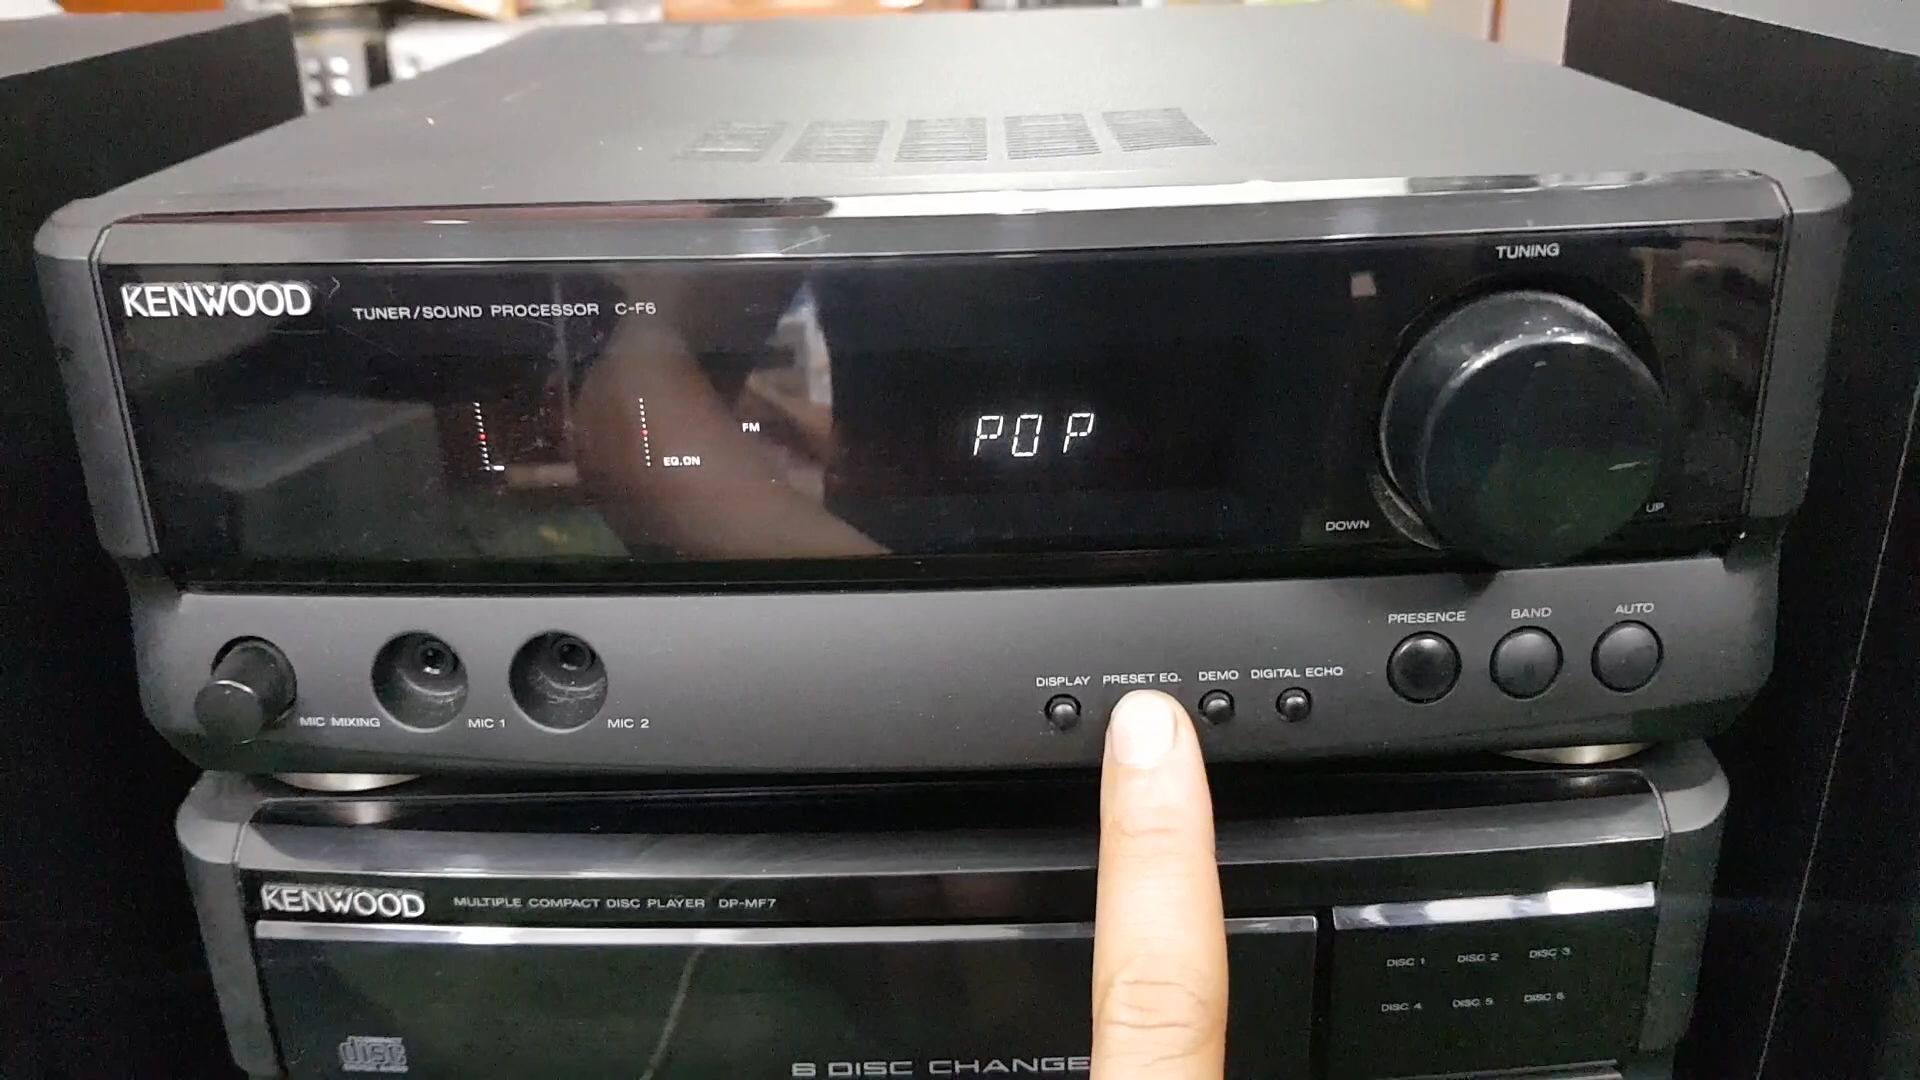 TUNING
KENWOOD
TUNER/SOUND PROCESSOR C-F6
FM
POP
EQ.ON
DOWN
UP
PRESENCE
BAND
AUTO
DISPLAY
PRESET EQ.
DEMO
DIGITAL ECHO
MIC MIXING
MIC 1
MIC 2
KENWOOD
MULTIPLE COMPACT DISC PLAYER DP-MF7
DISC 1
DISC 2
DISC 3
DISC 4
DISC 5
DISC 6
COMPACT
disc
6 DISC CHANGE